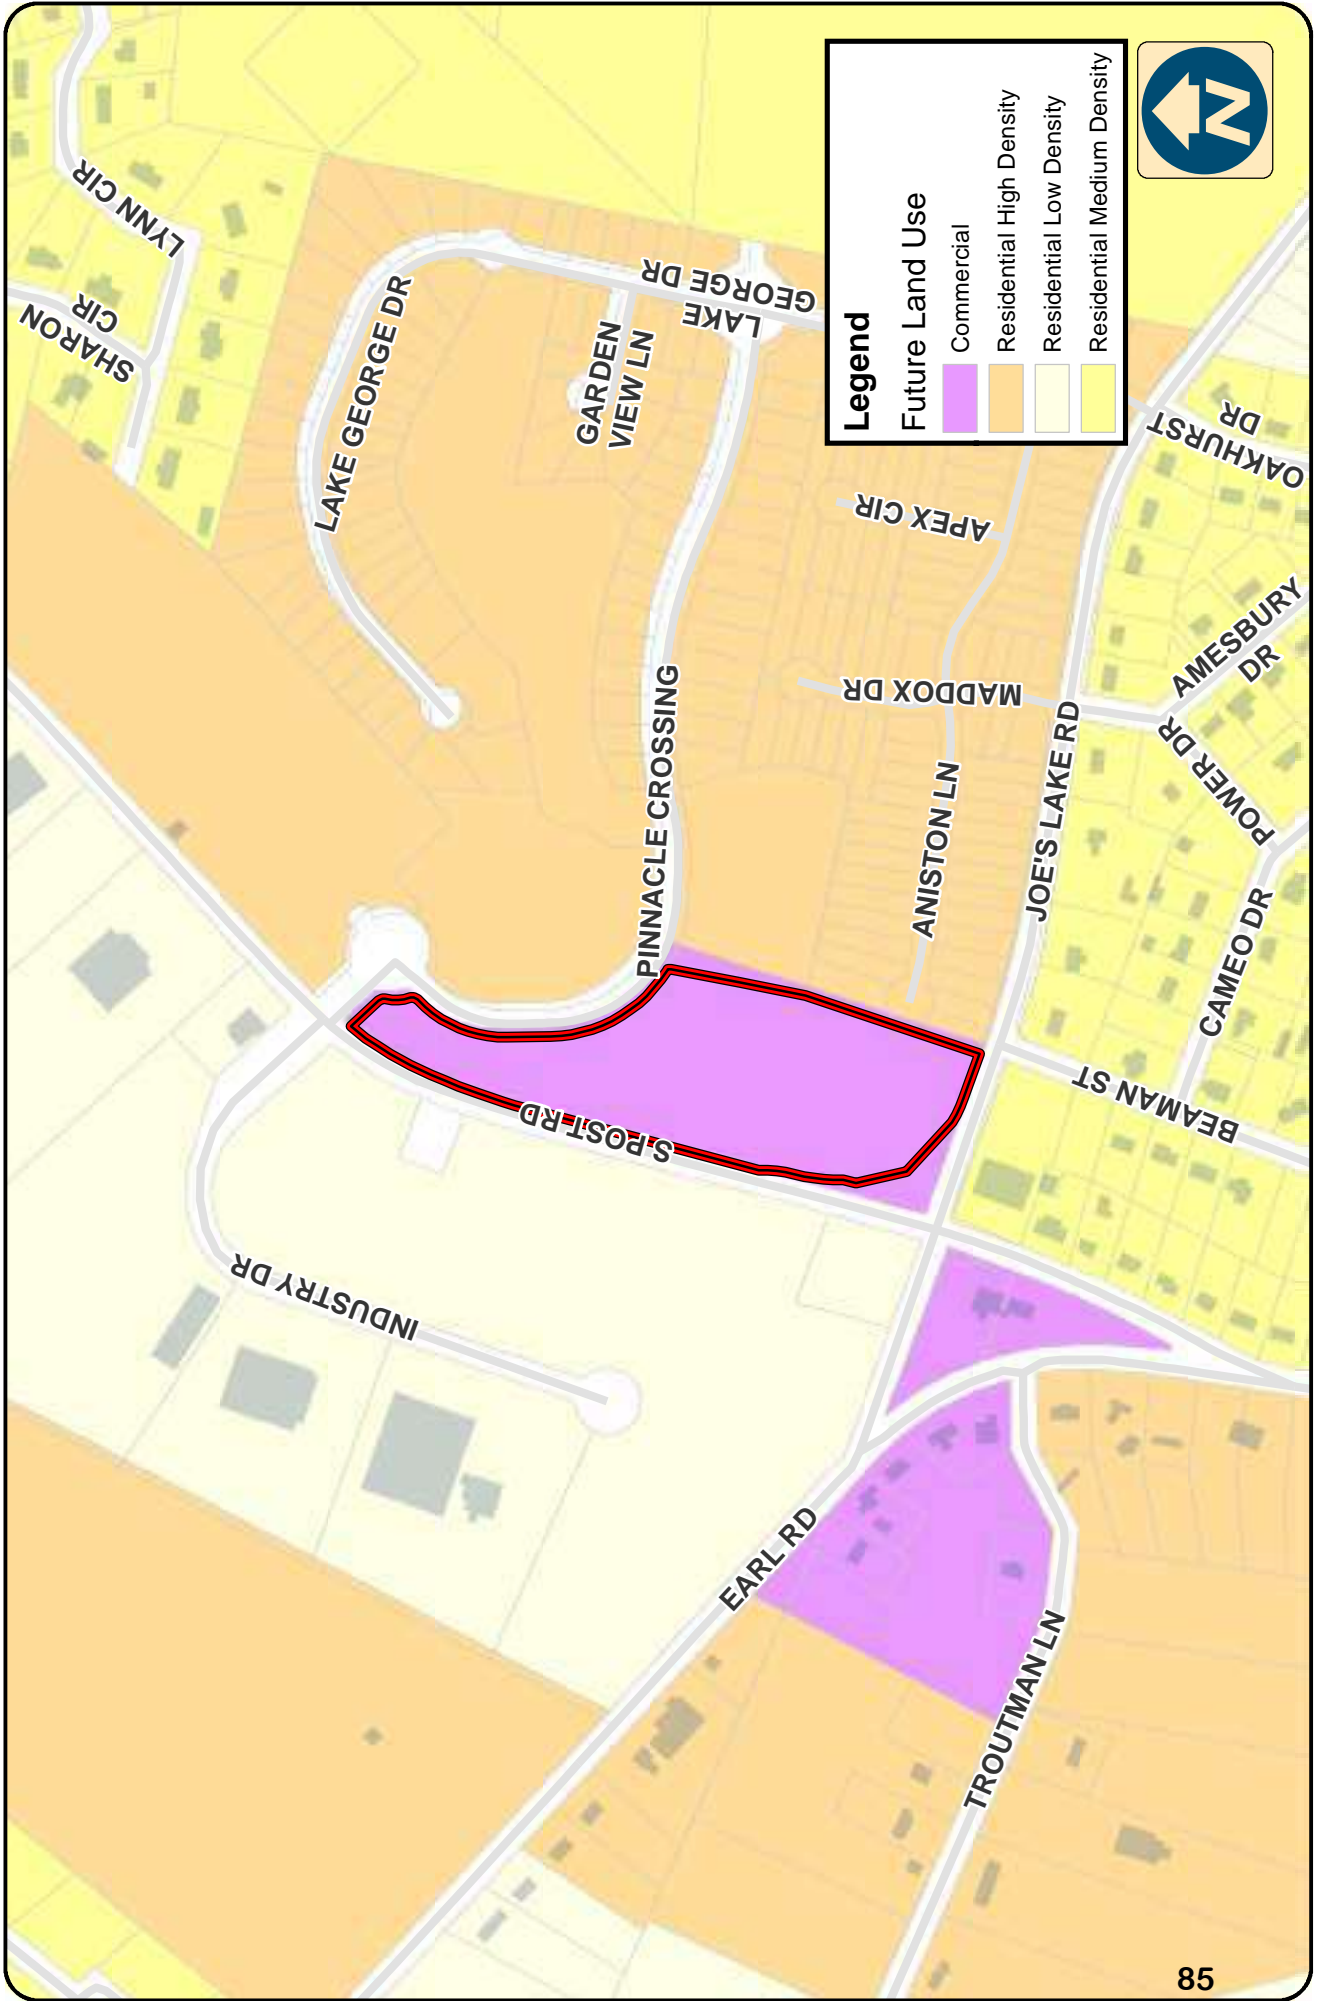 LYNN CIR
SHARON
CIR
LAKE GEORGE DR
GARDEN
VIEW LN
LAKE
GEORGE DR
PINNACLE CROSSING
APEX CIR
MADDOX DR
ANISTON LN
JOE'S LAKE RD
OAKHURST
DR
AMESBURY
DR
POWER DR
CAMEO DR
BEAMAN ST
S POST RD
INDUSTRY DR
EARL RD
TROUTMAN LN
Legend
Future Land Use
Commercial
Residential High Density
Residential Low Density
Residential Medium Density
N
85